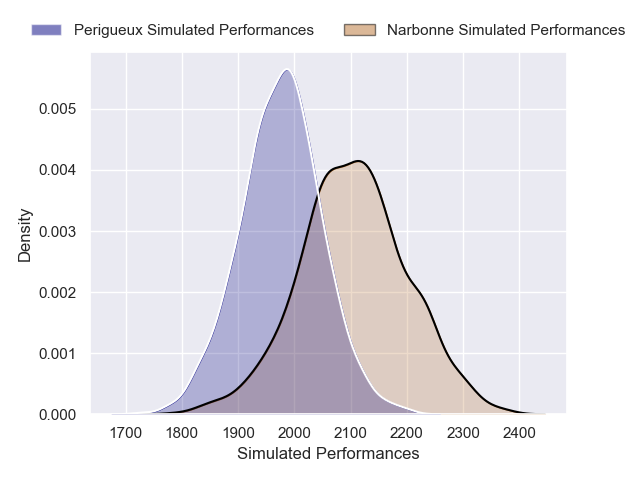 Perigueux Simulated Performances Narbonne Simulated Performances
0.005
0.004
0.003
0.002
0.001
0.000
Density
1700 1800 1900 2000 2100 2200 2300 2400
Simulated Performances